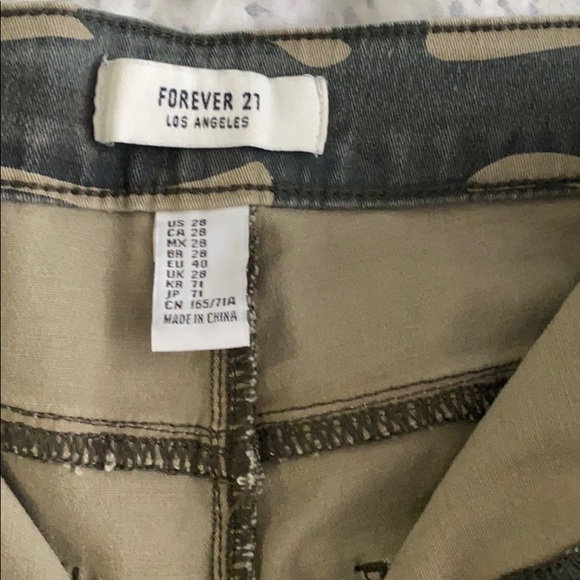 FOREVER 21
LOS ANGELES
US 28
CA 28
MX 28
BR 28
EU 40
UK 28
KR 71
JP 71
CN 165/71A
MADE IN CHINA